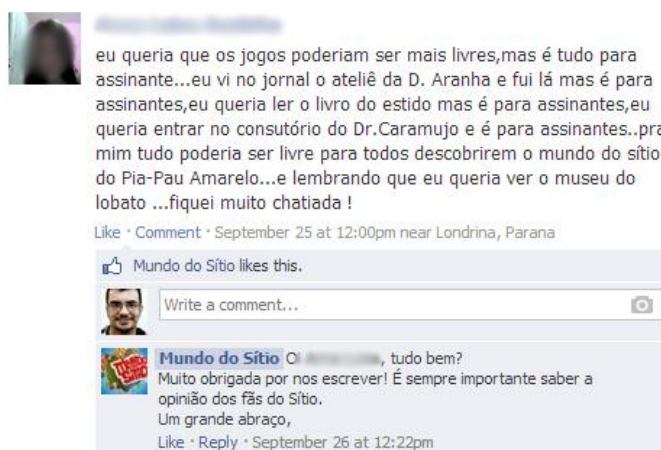 eu queria que os jogos poderiam ser mais livres,mas é tudo para
assinante...eu vi no jornal o ateliê da D. Aranha e fui lá mas é para
assinantes,eu queria ler o livro do estido mas é para assinantes,eu
queria entrar no consutório do Dr.Caramujo e é para assinantes..pra
mim tudo poderia ser livre para todos descobrirem o mundo do sítio
do Pia-Pau Amarelo...e lembrando que eu queria ver o museu do
lobato ...fiquei muito chatiada !
Like · Comment · September 25 at 12:00pm near Londrina, Parana
Mundo do Sítio likes this.
Write a comment...
Mundo do Sítio O , tudo bem?
Muito obrigada por nos escrever! É sempre importante saber a
opinião dos fãs do Sítio.
Um grande abraço,
Like · Reply · September 26 at 12:22pm